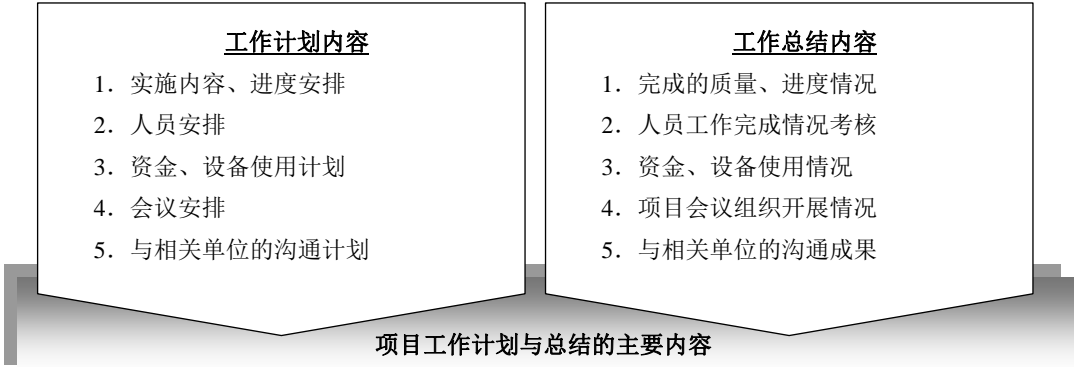 工作计划内容
1．实施内容、进度安排
2．人员安排
3．资金、设备使用计划
4．会议安排
5．与相关单位的沟通计划
工作总结内容
1．完成的质量、进度情况
2．人员工作完成情况考核
3．资金、设备使用情况
4．项目会议组织开展情况
5．与相关单位的沟通成果
项目工作计划与总结的主要内容